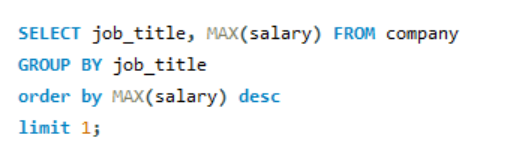 SELECT job_title, MAX(salary) FROM company
GROUP BY job_title
order by MAX(salary) desc
limit 1;